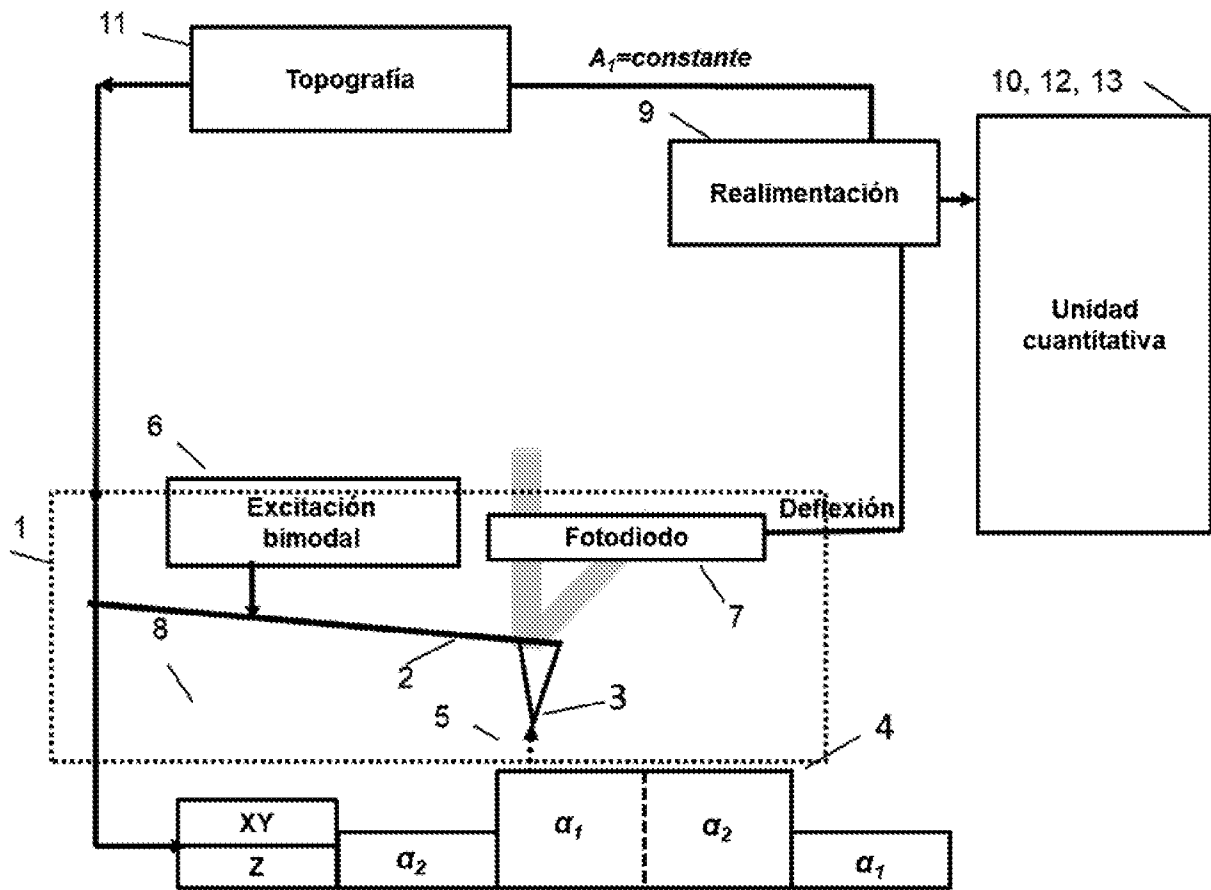 11
Topografía
A₁=constante
10, 12, 13
9
Realimentación
Unidad
cuantitativa
6
Excitación
bimodal
Deflexión
1
Fotodiodo
7
8
2
3
5
4
XY
Z
α₂
α₁
α₂
α₁